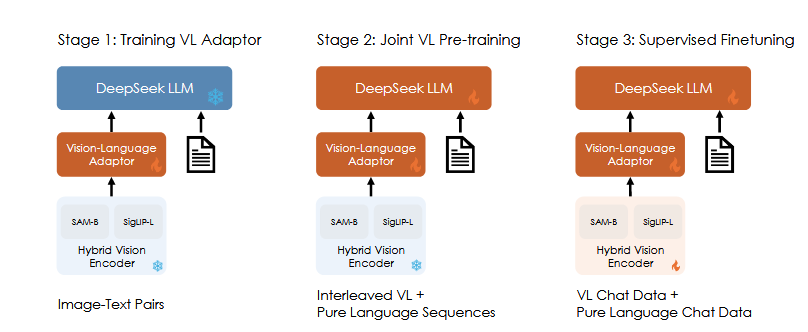 Stage 1: Training VL Adaptor
DeepSeek LLM
Vision-Language
Adaptor
SAM-B
SigLIP-L
Hybrid Vision
Encoder
Image-Text Pairs
Stage 2: Joint VL Pre-training
DeepSeek LLM
Vision-Language
Adaptor
SAM-B
SigLIP-L
Hybrid Vision
Encoder
Interleaved VL +
Pure Language Sequences
Stage 3: Supervised Finetuning
DeepSeek LLM
Vision-Language
Adaptor
SAM-B
SigLIP-L
Hybrid Vision
Encoder
VL Chat Data +
Pure Language Chat Data